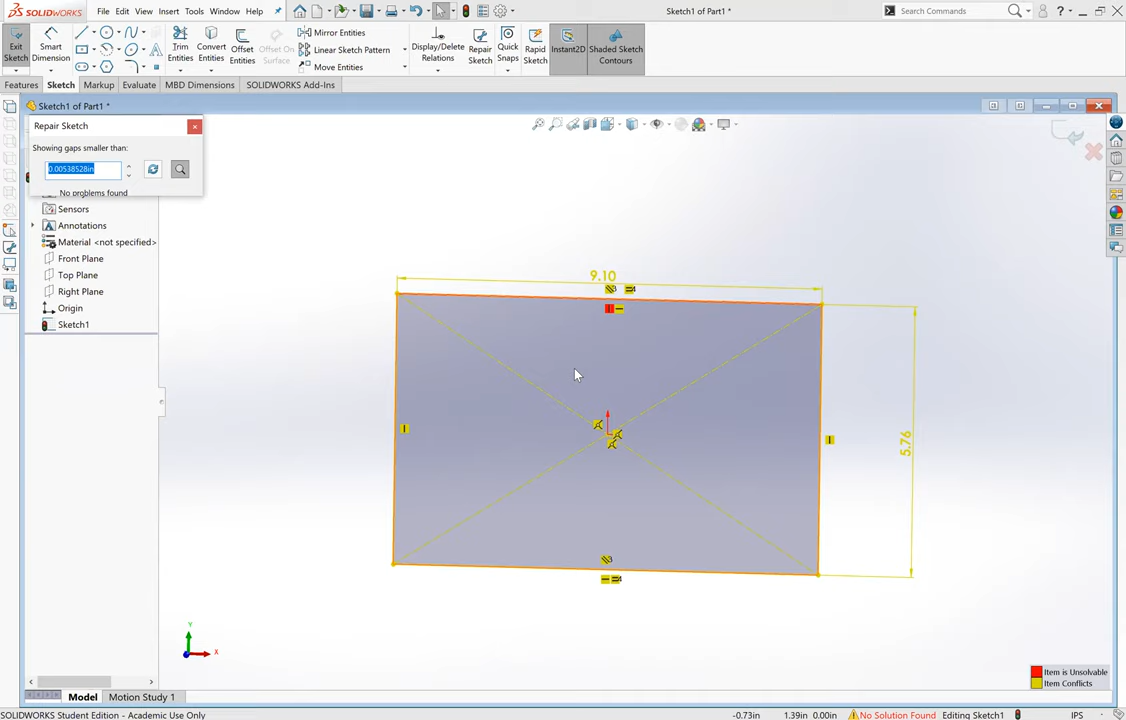 SOLIDWORKS
File Edit View Insert Tools Window Help
Sketch1 of Part1 *
Search Commands
Exit Sketch
Smart Dimension
Trim Entities
Convert Entities
Offset Entities
Offset On Surface
Mirror Entities
Linear Sketch Pattern
Move Entities
Display/Delete Relations
Repair Sketch
Quick Snaps
Rapid Sketch
Instant2D
Shaded Sketch Contours
Features Sketch Markup Evaluate MBD Dimensions SOLIDWORKS Add-Ins
Sketch1 of Part1 *
Repair Sketch
Showing gaps smaller than:
0.00538528in
No problems found
Sensors
Annotations
Material <not specified>
Front Plane
Top Plane
Right Plane
Origin
Sketch1
9.10
3
4
5.76
3
4
Y
X
Item is Unsolvable
Item Conflicts
Model Motion Study 1
SOLIDWORKS Student Edition - Academic Use Only
-0.73in 1.39in 0.00in No Solution Found Editing Sketch1 IPS